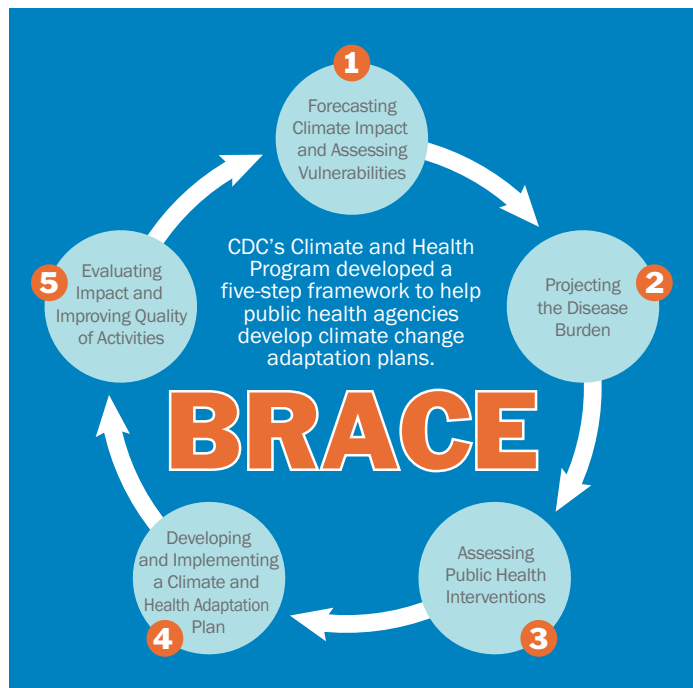 1
Forecasting
Climate Impact
and Assessing
Vulnerabilities
CDC's Climate and Health
Program developed a
five-step framework to help
public health agencies
develop climate change
adaptation plans.
BRACE
2
Projecting
the Disease
Burden
3
Assessing
Public Health
Interventions
4
Developing
and Implementing
a Climate and
Health Adaptation
Plan
5
Evaluating
Impact and
Improving Quality
of Activities